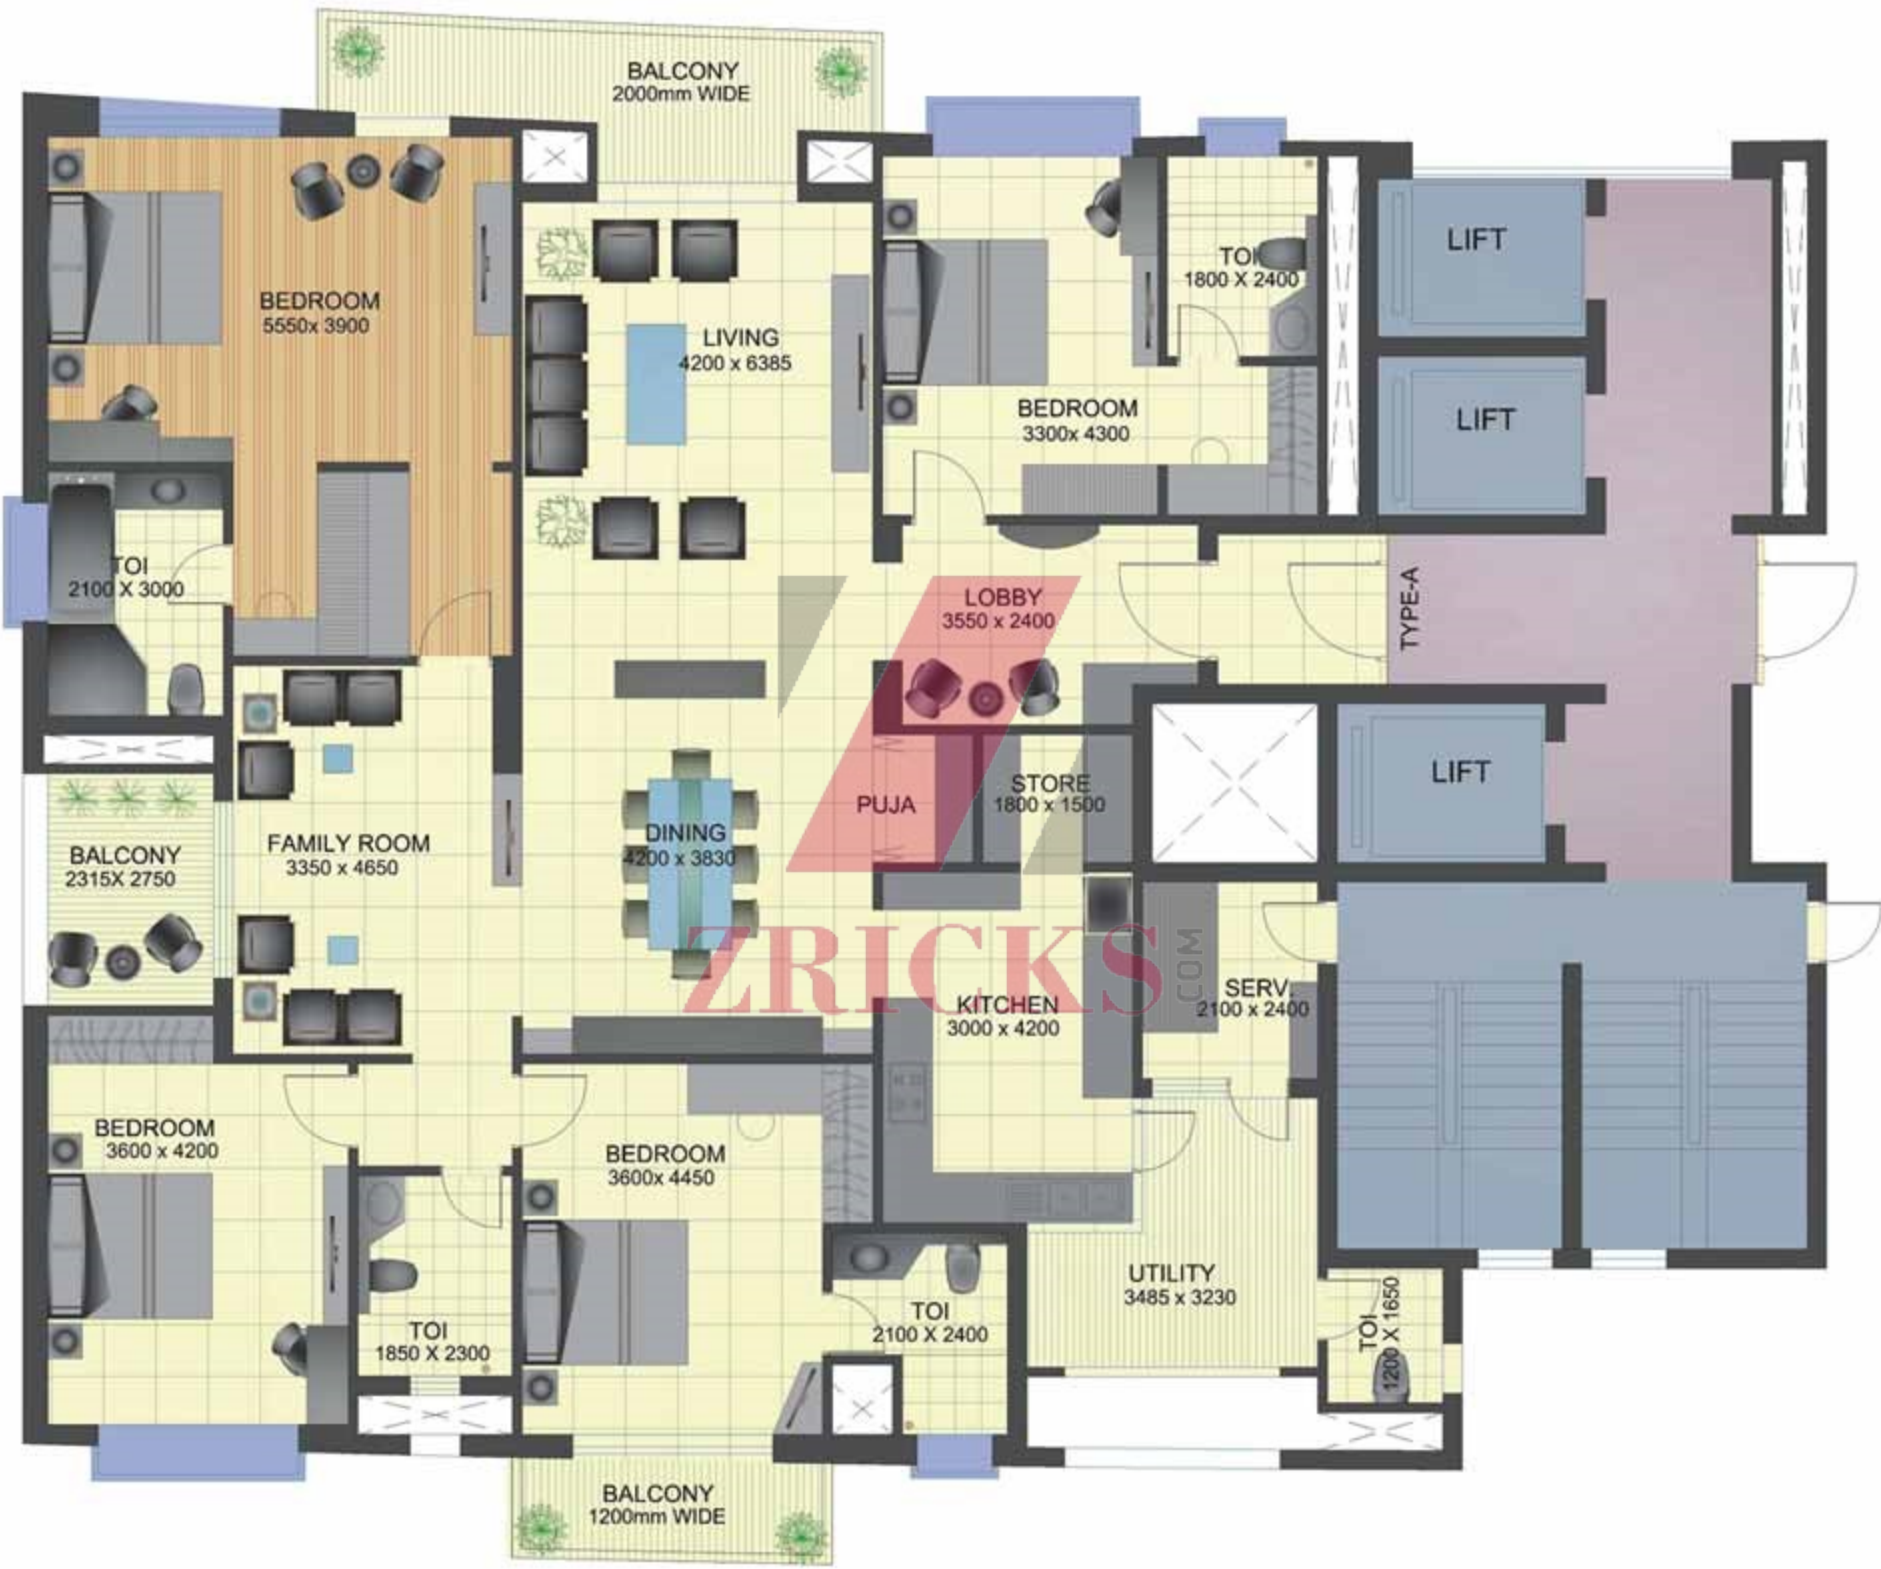 BALCONY
2000mm WIDE
BEDROOM
5550x 3900
LIVING
4200 x 6385
BEDROOM
3300x 4300
TOI
1800 X 2400
LIFT
LIFT
TOI
2100 X 3000
LOBBY
3550 x 2400
TYPE-A
BALCONY
2315X 2750
FAMILY ROOM
3350 x 4650
DINING
4200 x 3830
PUJA
STORE
1800 x 1500
LIFT
ZRICKS
.COM
KITCHEN
3000 x 4200
SERV.
2100 x 2400
BEDROOM
3600 x 4200
BEDROOM
3600x 4450
TOI
1850 X 2300
TOI
2100 X 2400
UTILITY
3485 x 3230
TOI
1200 X 1650
BALCONY
1200mm WIDE